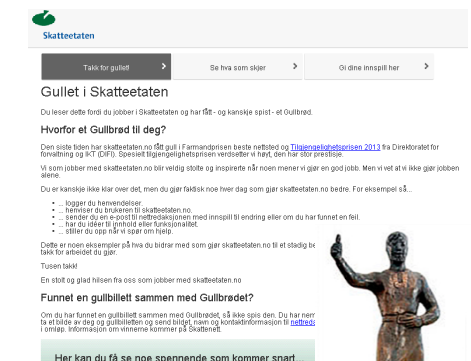 Skatteetaten
Takk for gullet!
Se hva som skjer
Gi dine innspill her
Gullet i Skatteetaten
Du leser dette fordi du jobber i Skatteetaten og har fått - og kanskje spist - et Gullbrød.
Hvorfor et Gullbrød til deg?
Den siste tiden har skatteetaten.no fått gull i Farmandprisen beste nettsted og Tilgjengelighetsprisen 2013 fra Direktoratet for
forvaltning og IKT (DIFI). Spesielt tilgjengelighetsprisen verdsetter vi høyt, den har stor prestisje.
Vi som jobber med skatteetaten.no blir veldig stolte og inspirerte når noen mener vi gjør en god jobb. Men vi vet at vi ikke gjør jobben
alene.
Du er kanskje ikke klar over det, men du gjør faktisk noe hver dag som gjør skatteetaten.no bedre. For eksempel så...
• ... logger du henvendelser.
• ... henviser du brukeren til skatteetaten.no.
• ... sender du en e-post til nettredaksjonen med innspill til endring eller om du har funnet en feil.
• ... har du idéer til innhold eller funksjonalitet.
• ... stiller du opp når vi spør om hjelp.
Dette er noen eksempler på hva du bidrar med som gjør skatteetaten.no til et stadig be
takk for arbeidet du gjør.
Tusen takk!
En stolt og glad hilsen fra oss som jobber med skatteetaten.no
Funnet en gullbillett sammen med Gullbrødet?
Om du har funnet en gullbillett sammen med Gullbrødet, så ikke spis den. Du har nem
ta et bilde av deg og gullbilletten og send bildet, navn og kontaktinformasjon til nettreda
i omløp. Informasjon om vinnerne kommer på Skattenett.
Her kan du få se noe spennende som kommer snart...